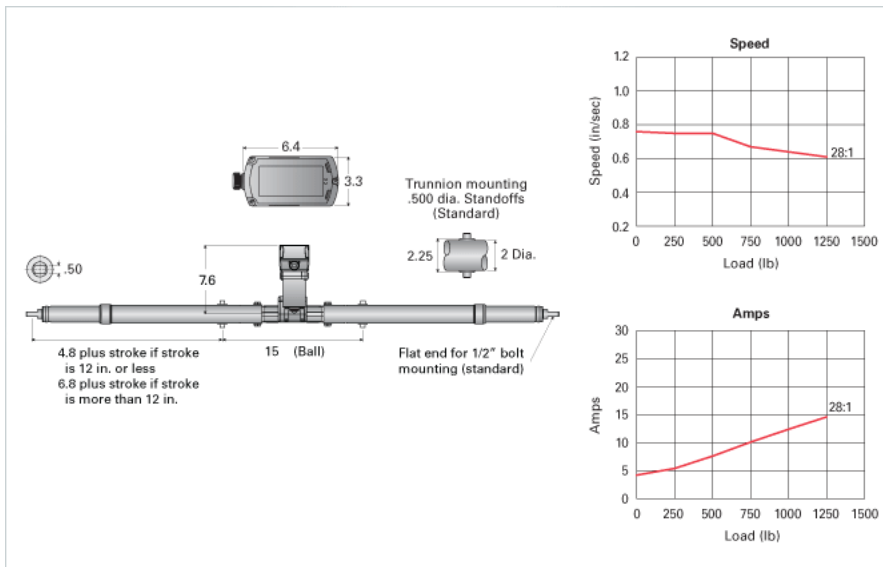 6.4
3.3
Trunnion mounting
.500 dia. Standoffs
(Standard)
2.25
2 Dia.
.50
7.6
4.8 plus stroke if stroke
is 12 in. or less
6.8 plus stroke if stroke
is more than 12 in.
15 (Ball)
Flat end for 1/2" bolt
mounting (standard)
Speed
1.2
1.0
0.8
0.6
0.4
0.2
Speed (in/sec)
28:1
0 250 500 750 1000 1250 1500
Load (lb)
Amps
30
25
20
15
10
5
0
Amps
28:1
0 250 500 750 1000 1250 1500
Load (lb)